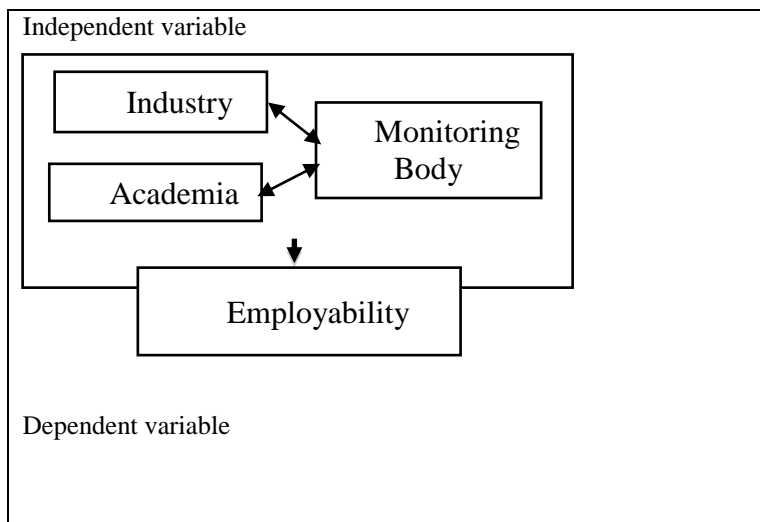 Independent variable
Industry
Monitoring
Body
Academia
Employability
Dependent variable